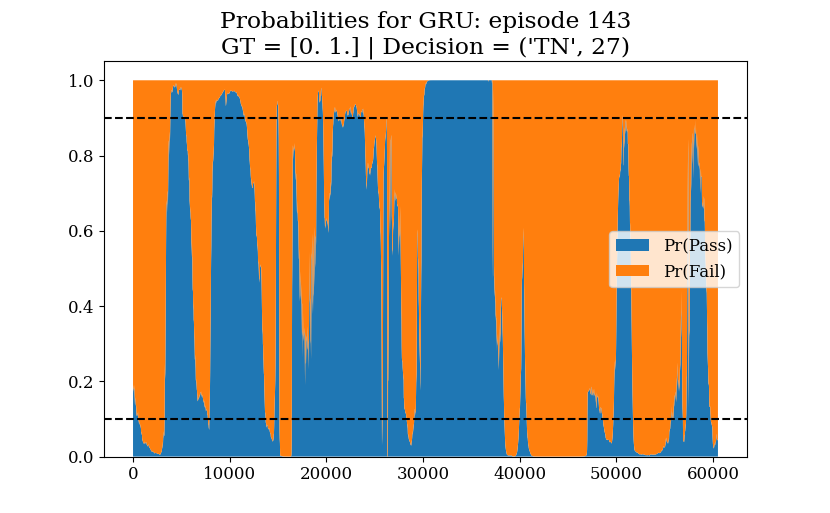 Probabilities for GRU: episode 143
GT = [0. 1.] | Decision = ('TN', 27)
1.0
0.8
0.6
0.4
0.2
0.0
Pr(Pass)
Pr(Fail)
0 10000 20000 30000 40000 50000 60000